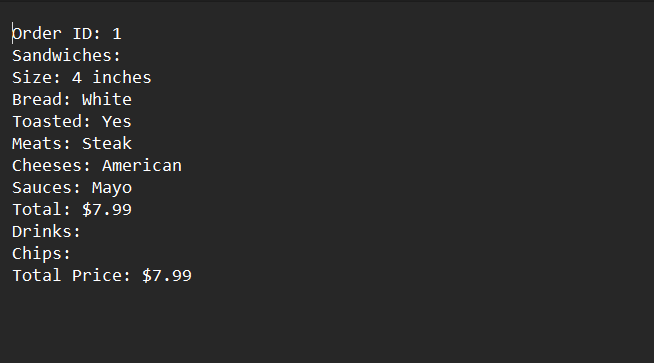 Order ID: 1
Sandwiches:
Size: 4 inches
Bread: White
Toasted: Yes
Meats: Steak
Cheeses: American
Sauces: Mayo
Total: $7.99
Drinks:
Chips:
Total Price: $7.99